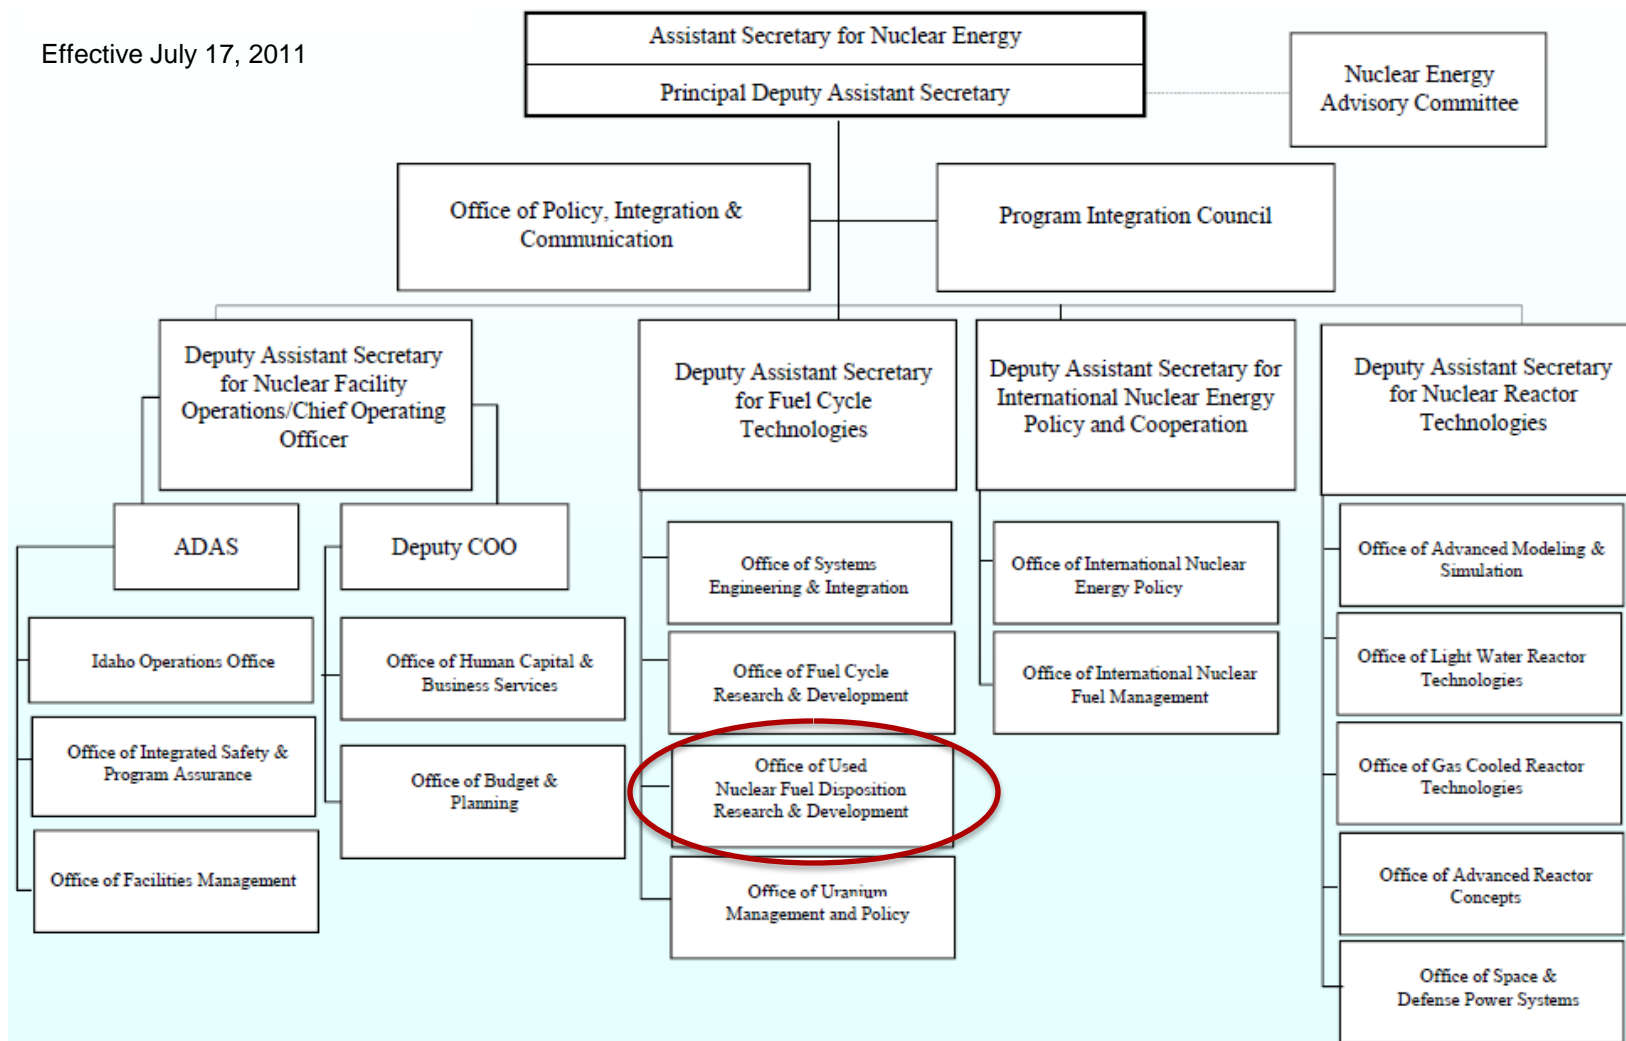 Effective July 17, 2011
Assistant Secretary for Nuclear Energy
Principal Deputy Assistant Secretary
Nuclear Energy
Advisory Committee
Office of Policy, Integration &
Communication
Program Integration Council
Deputy Assistant Secretary
for Nuclear Facility
Operations/Chief Operating
Officer
Deputy Assistant Secretary
for Fuel Cycle
Technologies
Deputy Assistant Secretary for
International Nuclear Energy
Policy and Cooperation
Deputy Assistant Secretary
for Nuclear Reactor
Technologies
ADAS
Deputy COO
Idaho Operations Office
Office of Integrated Safety &
Program Assurance
Office of Facilities Management
Office of Human Capital &
Business Services
Office of Budget &
Planning
Office of Systems
Engineering & Integration
Office of Fuel Cycle
Research & Development
Office of Used
Nuclear Fuel Disposition
Research & Development
Office of Uranium
Management and Policy
Office of International Nuclear
Energy Policy
Office of International Nuclear
Fuel Management
Office of Advanced Modeling &
Simulation
Office of Light Water Reactor
Technologies
Office of Gas Cooled Reactor
Technologies
Office of Advanced Reactor
Concepts
Office of Space &
Defense Power Systems